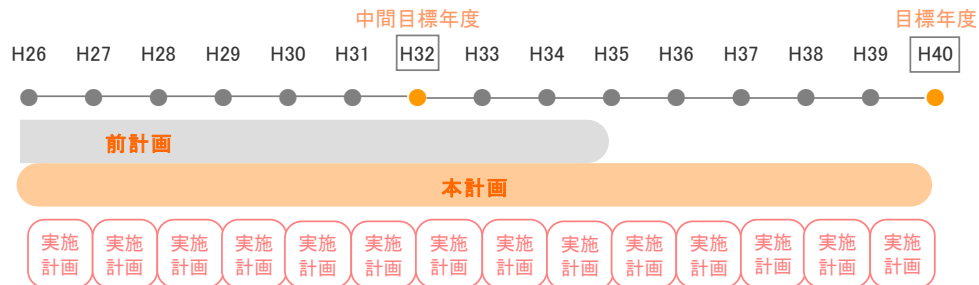 中間目標年度 目標年度
H26 H27 H28 H29 H30 H31 H32 H33 H34 H35 H36 H37 H38 H39 H40
前計画
本計画
実施 実施 実施 実施 実施 実施 実施 実施 実施 実施 実施 実施 実施 実施
計画 計画 計画 計画 計画 計画 計画 計画 計画 計画 計画 計画 計画 計画